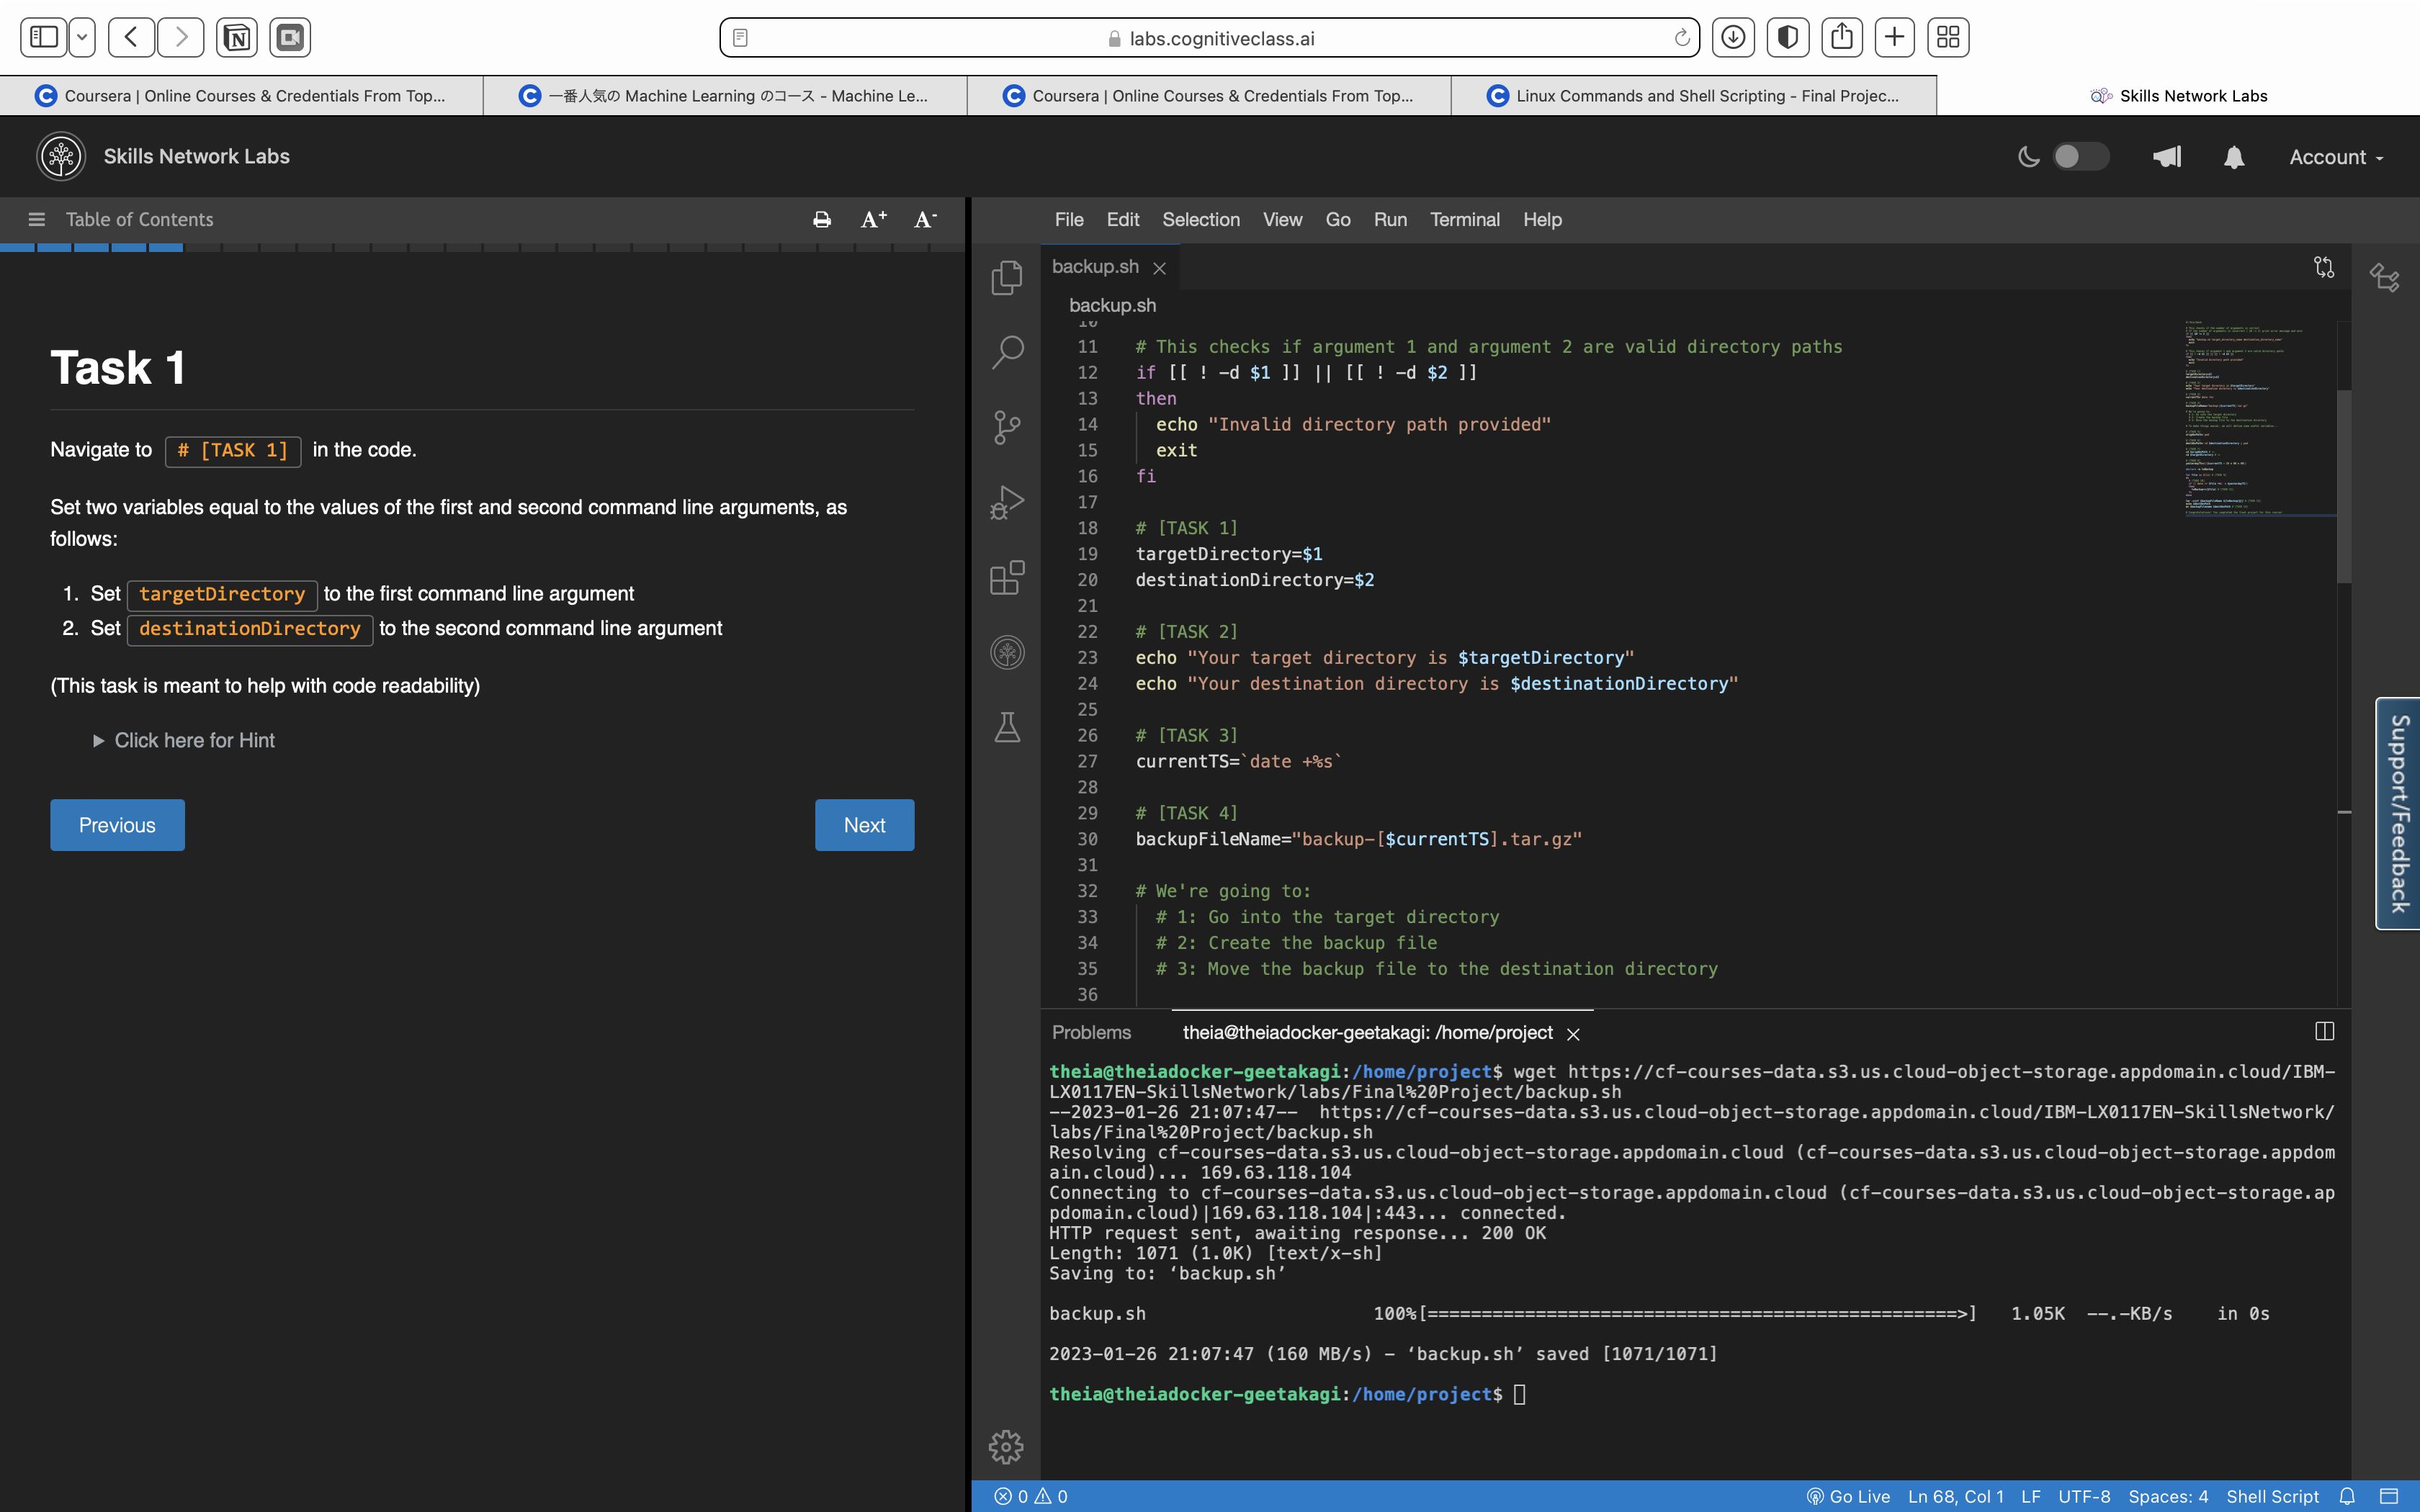 labs.cognitiveclass.ai
Coursera | Online Courses & Credentials From Top...
一番人気の Machine Learning のコース - Machine Le...
Coursera | Online Courses & Credentials From Top...
Linux Commands and Shell Scripting - Final Projec...
Skills Network Labs
Skills Network Labs
Account
Table of Contents
A+
A-
Task 1
Navigate to # [TASK 1] in the code.
Set two variables equal to the values of the first and second command line arguments, as
follows:
1. Set targetDirectory to the first command line argument
2. Set destinationDirectory to the second command line argument
(This task is meant to help with code readability)
Click here for Hint
Previous
Next
File Edit Selection View Go Run Terminal Help
backup.sh
backup.sh
10
11 # This checks if argument 1 and argument 2 are valid directory paths
12 if [[ ! -d $1 ]] || [[ ! -d $2 ]]
13 then
14 echo "Invalid directory path provided"
15 exit
16 fi
17
18 # [TASK 1]
19 targetDirectory=$1
20 destinationDirectory=$2
21
22 # [TASK 2]
23 echo "Your target directory is $targetDirectory"
24 echo "Your destination directory is $destinationDirectory"
25
26 # [TASK 3]
27 currentTS=`date +%s`
28
29 # [TASK 4]
30 backupFileName="backup-[$currentTS].tar.gz"
31
32 # We're going to:
33 # 1: Go into the target directory
34 # 2: Create the backup file
35 # 3: Move the backup file to the destination directory
36
Support/Feedback
Problems
theia@theiadocker-geetakagi: /home/project
theia@theiadocker-geetakagi:/home/project$ wget https://cf-courses-data.s3.us.cloud-object-storage.appdomain.cloud/IBM-
LX0117EN-SkillsNetwork/labs/Final%20Project/backup.sh
--2023-01-26 21:07:47--  https://cf-courses-data.s3.us.cloud-object-storage.appdomain.cloud/IBM-LX0117EN-SkillsNetwork/
labs/Final%20Project/backup.sh
Resolving cf-courses-data.s3.us.cloud-object-storage.appdomain.cloud (cf-courses-data.s3.us.cloud-object-storage.appdom
ain.cloud)... 169.63.118.104
Connecting to cf-courses-data.s3.us.cloud-object-storage.appdomain.cloud (cf-courses-data.s3.us.cloud-object-storage.ap
pdomain.cloud)|169.63.118.104|:443... connected.
HTTP request sent, awaiting response... 200 OK
Length: 1071 (1.0K) [text/x-sh]
Saving to: ‘backup.sh’
backup.sh 100%[=================================================>] 1.05K --.-KB/s in 0s
2023-01-26 21:07:47 (160 MB/s) - ‘backup.sh’ saved [1071/1071]
theia@theiadocker-geetakagi:/home/project$
0 0
Go Live Ln 68, Col 1 LF UTF-8 Spaces: 4 Shell Script